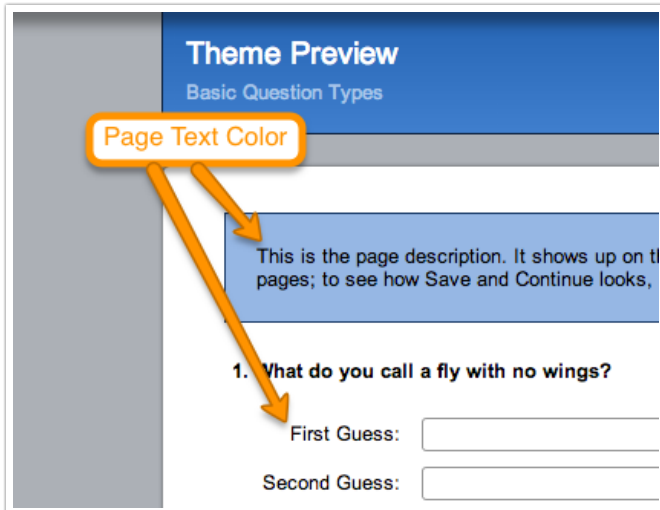 Theme Preview
Basic Question Types
Page Text Color
This is the page description. It shows up on
pages; to see how Save and Continue looks,
1. What do you call a fly with no wings?
First Guess:
Second Guess: